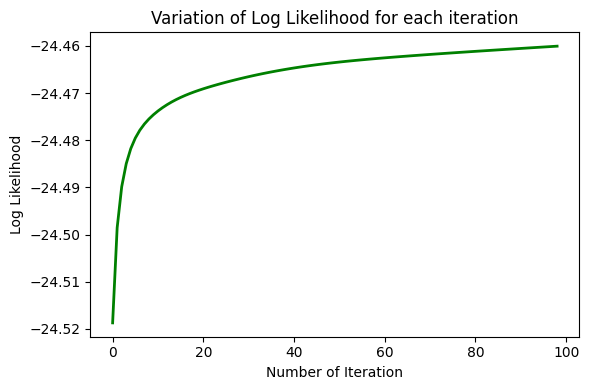 Variation of Log Likelihood for each iteration
−24.46
−24.47
−24.48
−24.49
−24.50
−24.51
−24.52
Log Likelihood
0 20 40 60 80 100
Number of Iteration